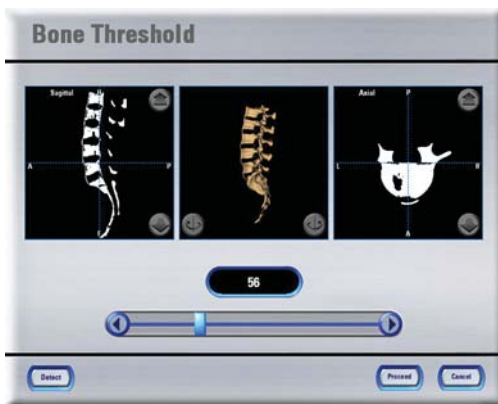 Bone Threshold
Sagittal H
A P
F
Axial P
L R
A
56
Detect Proceed Cancel